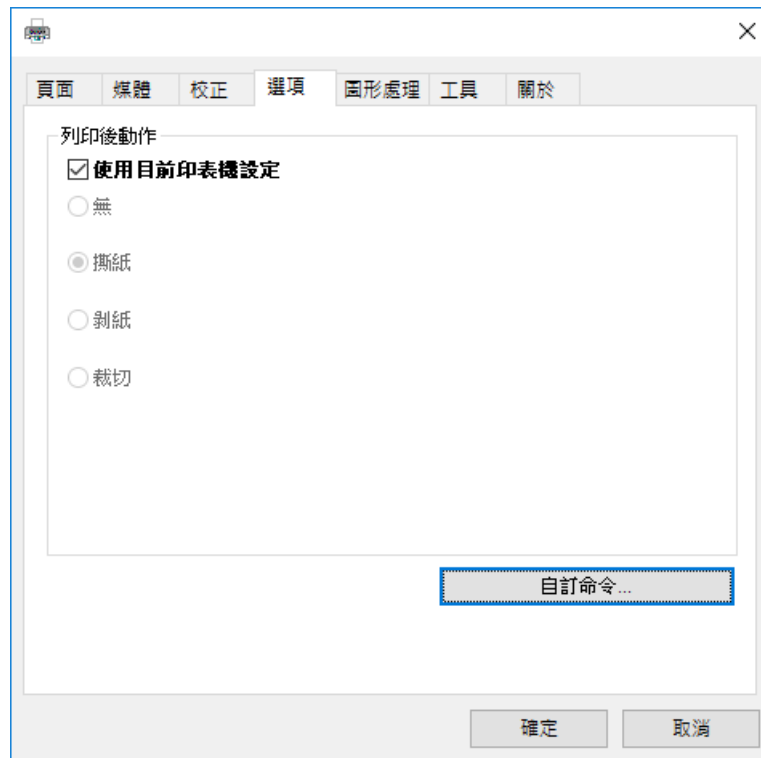 頁面 媒體 校正 選項 圖形處理 工具 關於
列印後動作
使用目前印表機設定
無
撕紙
剥紙
裁切
自訂命令...
確定 取消